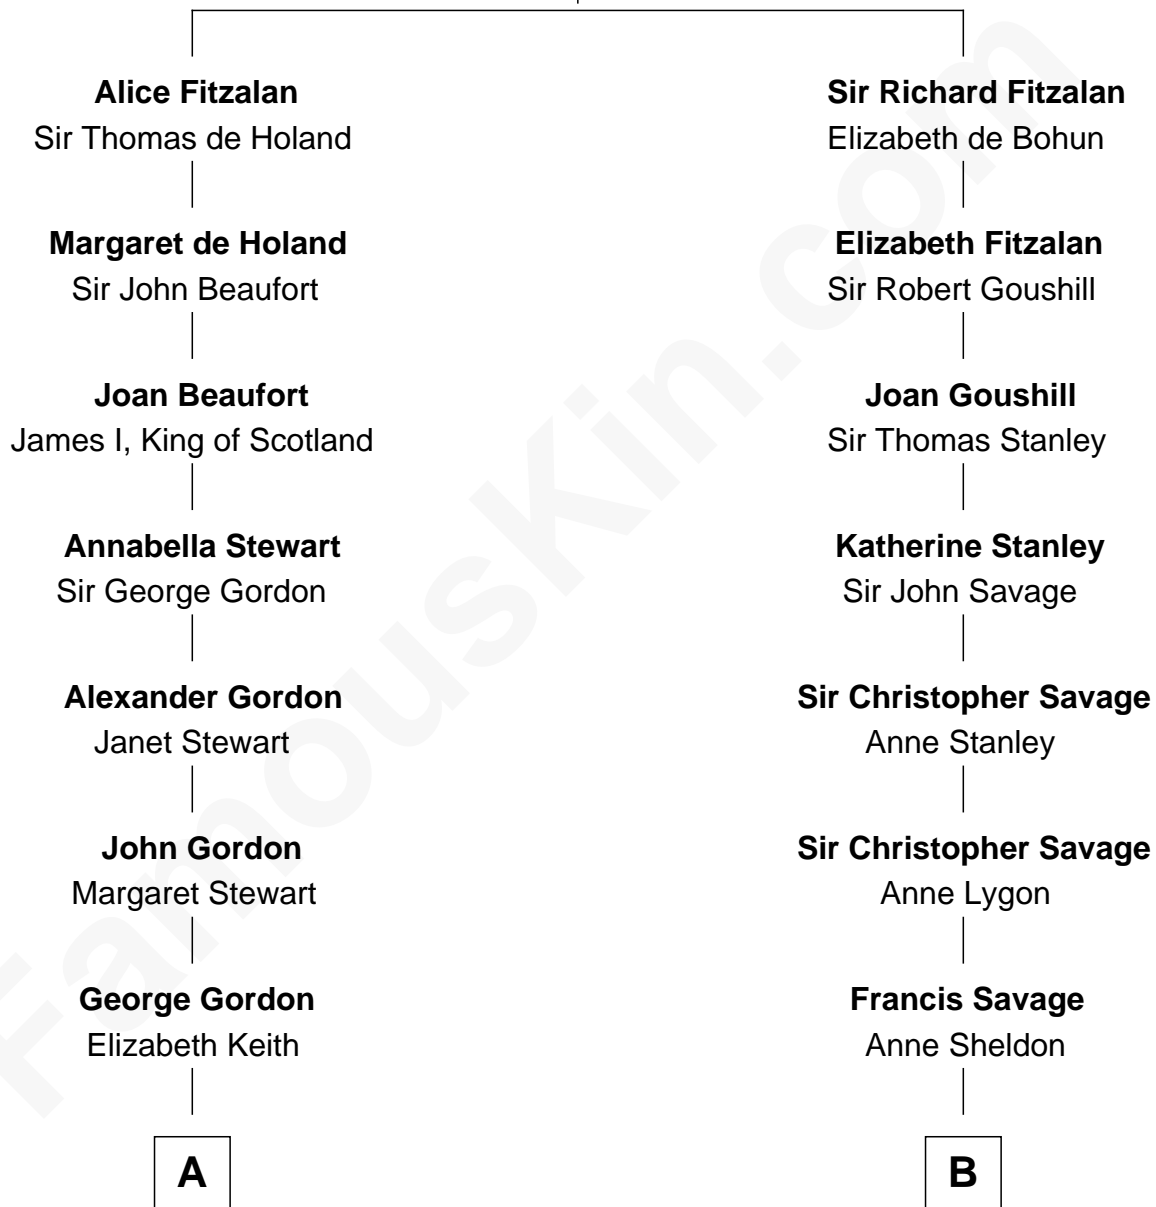 Alice Fitzalan
Sir Thomas de Holand
Margaret de Holand
Sir John Beaufort
Joan Beaufort
James I, King of Scotland
Annabella Stewart
Sir George Gordon
Alexander Gordon
Janet Stewart
John Gordon
Margaret Stewart
George Gordon
Elizabeth Keith
A
Sir Richard Fitzalan
Elizabeth de Bohun
Elizabeth Fitzalan
Sir Robert Goushill
Joan Goushill
Sir Thomas Stanley
Katherine Stanley
Sir John Savage
Sir Christopher Savage
Anne Stanley
Sir Christopher Savage
Anne Lygon
Francis Savage
Anne Sheldon
B
FamousKin.com